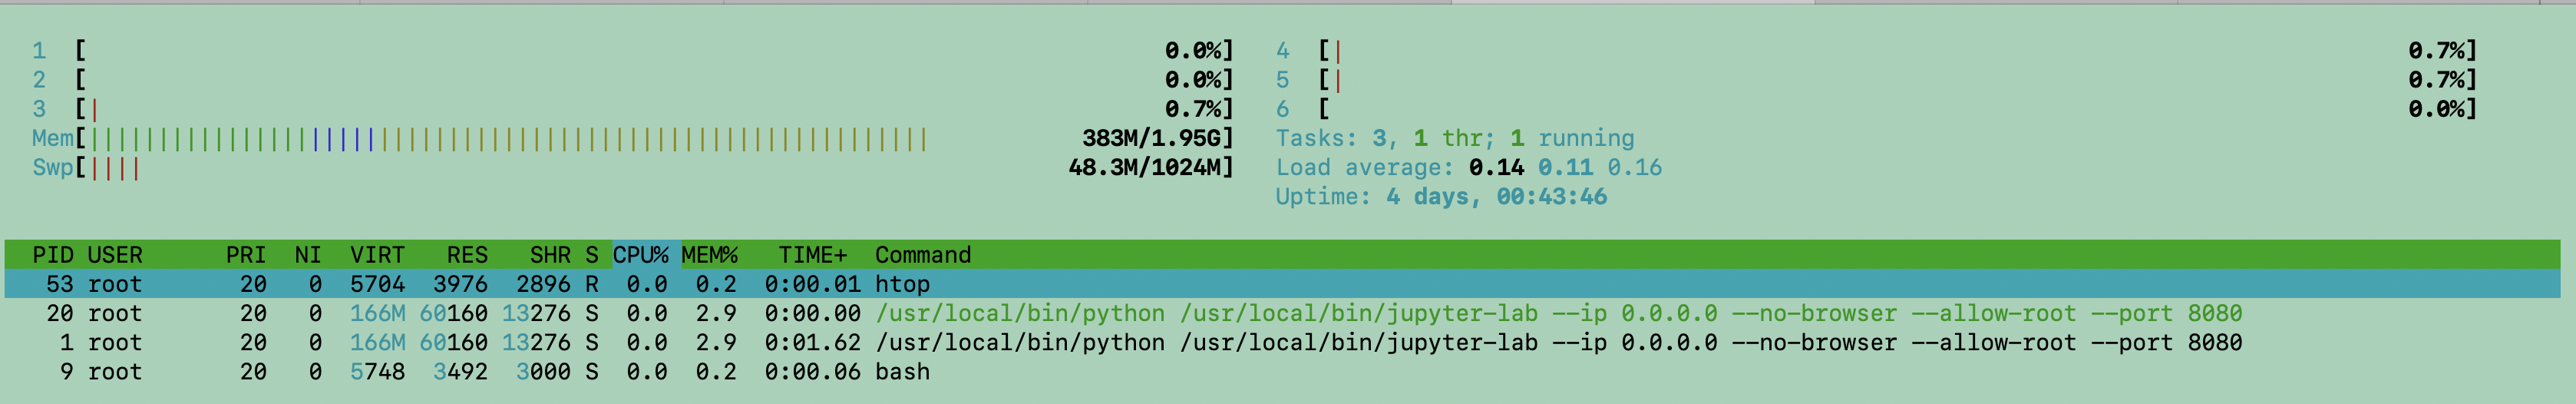 1 [ 0.0%] 4 [| 0.7%]
2 [ 0.0%] 5 [| 0.7%]
3 [| 0.7%] 6 [ 0.0%]
Mem[||||||||||||||||||||||||||||||||||||||||||||||||||||||||||||| 383M/1.95G] Tasks: 3, 1 thr; 1 running
Swp[|||| 48.3M/1024M] Load average: 0.14 0.11 0.16
Uptime: 4 days, 00:43:46
PID USER PRI NI VIRT RES SHR S CPU% MEM% TIME+ Command
53 root 20 0 5704 3976 2896 R 0.0 0.2 0:00.01 htop
20 root 20 0 166M 60160 13276 S 0.0 2.9 0:00.00 /usr/local/bin/python /usr/local/bin/jupyter-lab --ip 0.0.0.0 --no-browser --allow-root --port 8080
1 root 20 0 166M 60160 13276 S 0.0 2.9 0:01.62 /usr/local/bin/python /usr/local/bin/jupyter-lab --ip 0.0.0.0 --no-browser --allow-root --port 8080
9 root 20 0 5748 3492 3000 S 0.0 0.2 0:00.06 bash